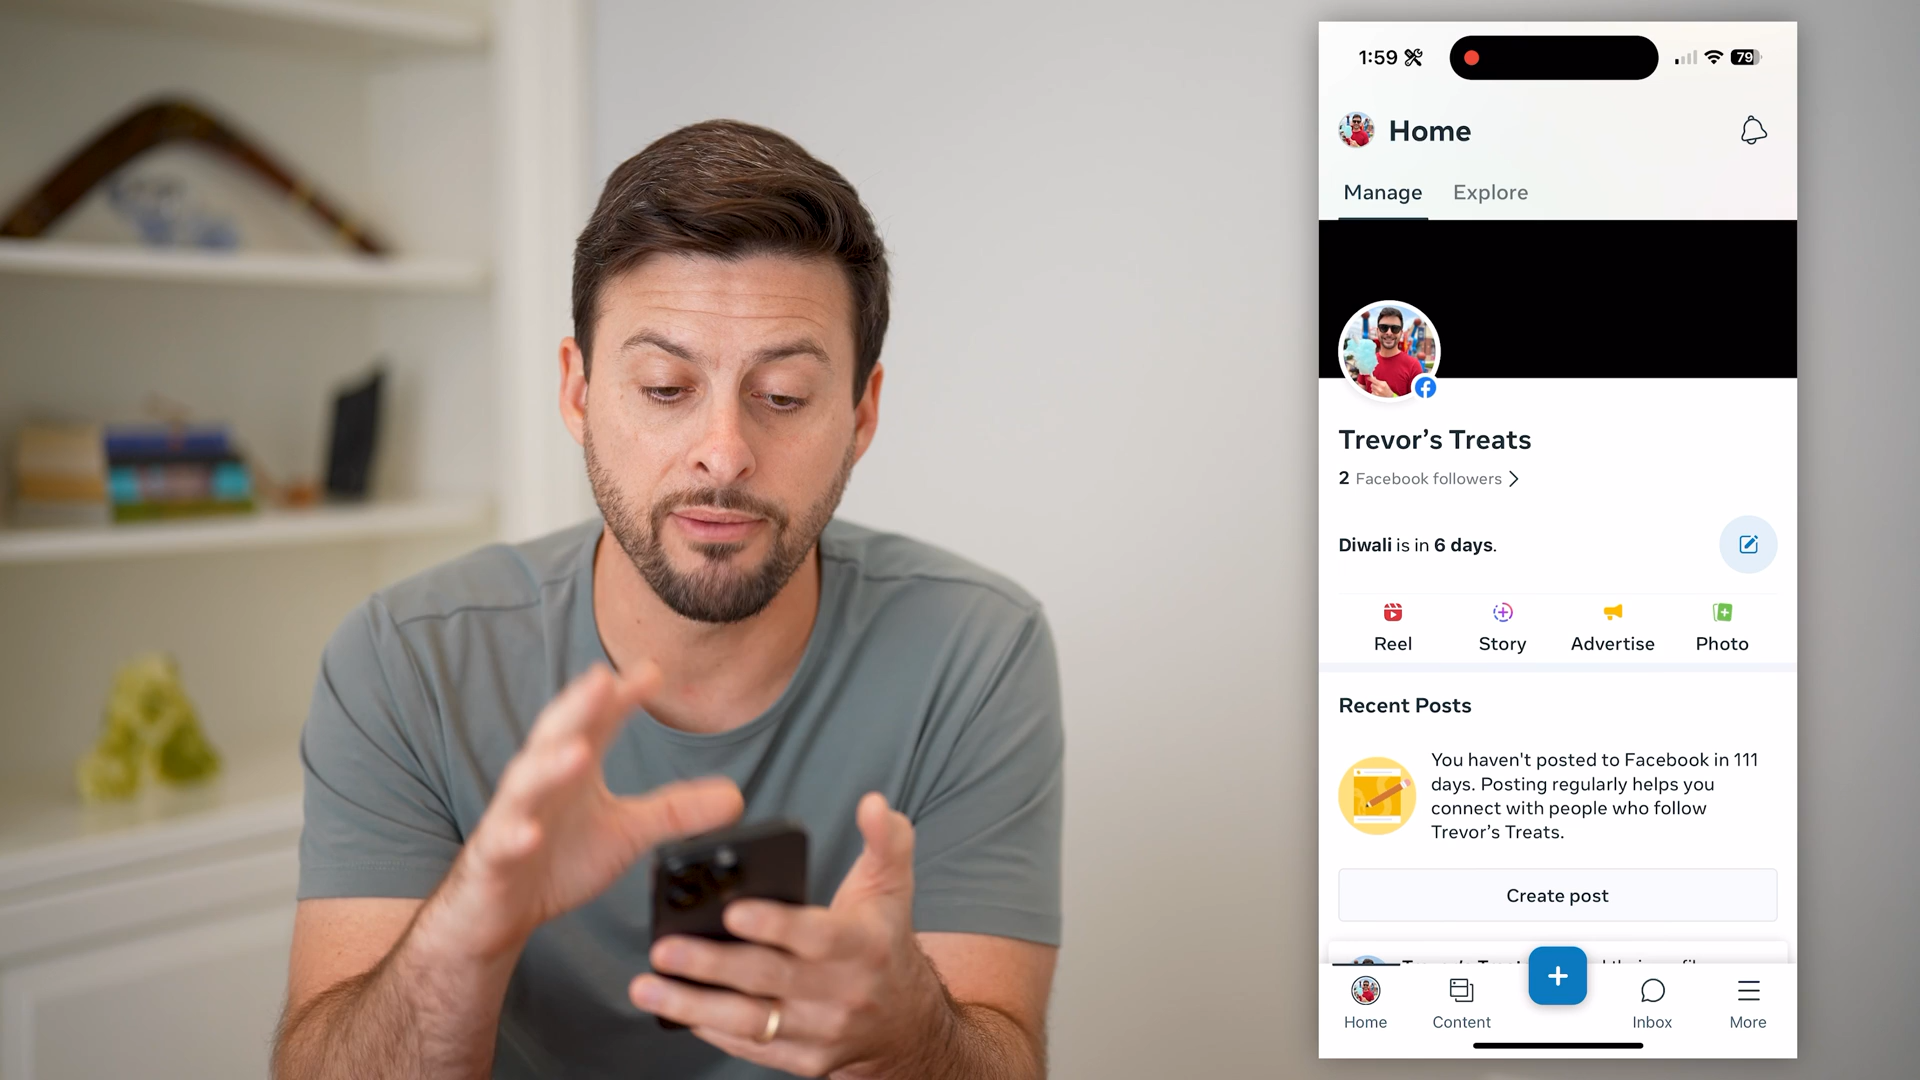 1:59
79
Home
Manage Explore
Trevor's Treats
2 Facebook followers
Diwali is in 6 days.
Reel Story Advertise Photo
Recent Posts
You haven't posted to Facebook in 111
days. Posting regularly helps you
connect with people who follow
Trevor's Treats.
Create post
Home Content Inbox More